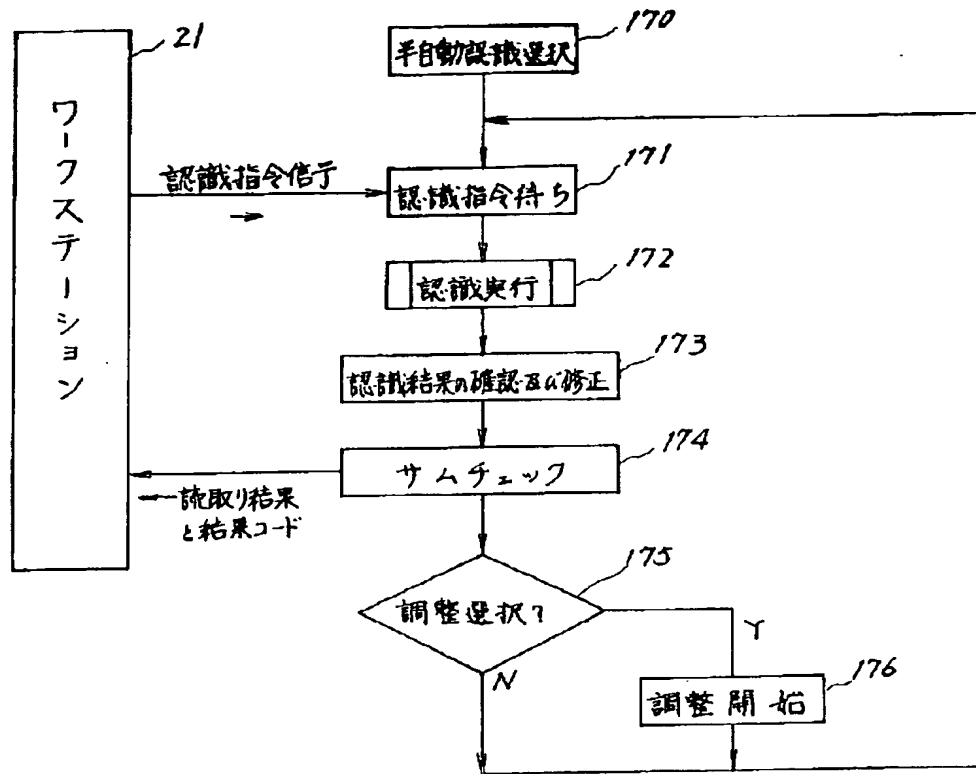 21
170
半自動認識選択
ワークステーション
認識指令信号
171
認識指令待ち
172
認識実行
173
認識結果の確認及び修正
174
サムチェック
読取り結果
と結果コード
175
調整選択?
Y
N
176
調整開始